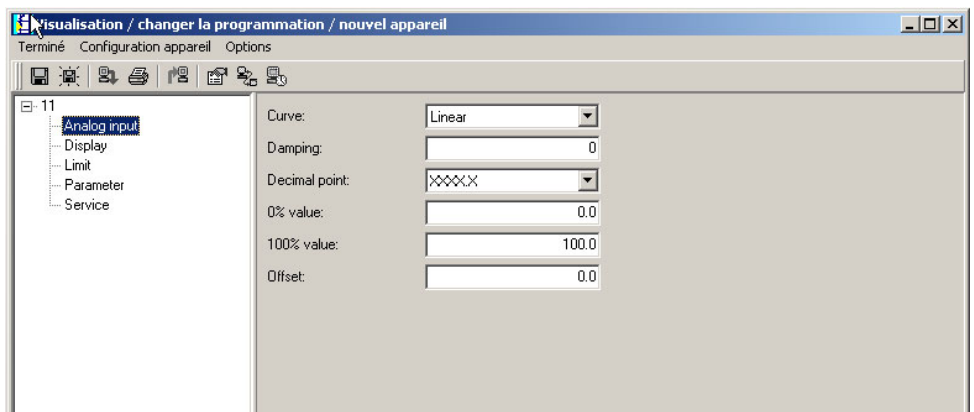 Visualisation / changer la programmation / nouvel appareil
Terminé Configuration appareil Options
11
Analog input
Display
Limit
Parameter
Service
Curve: Linear
Damping: 0
Decimal point: XXXX.X
0% value: 0.0
100% value: 100.0
Offset: 0.0